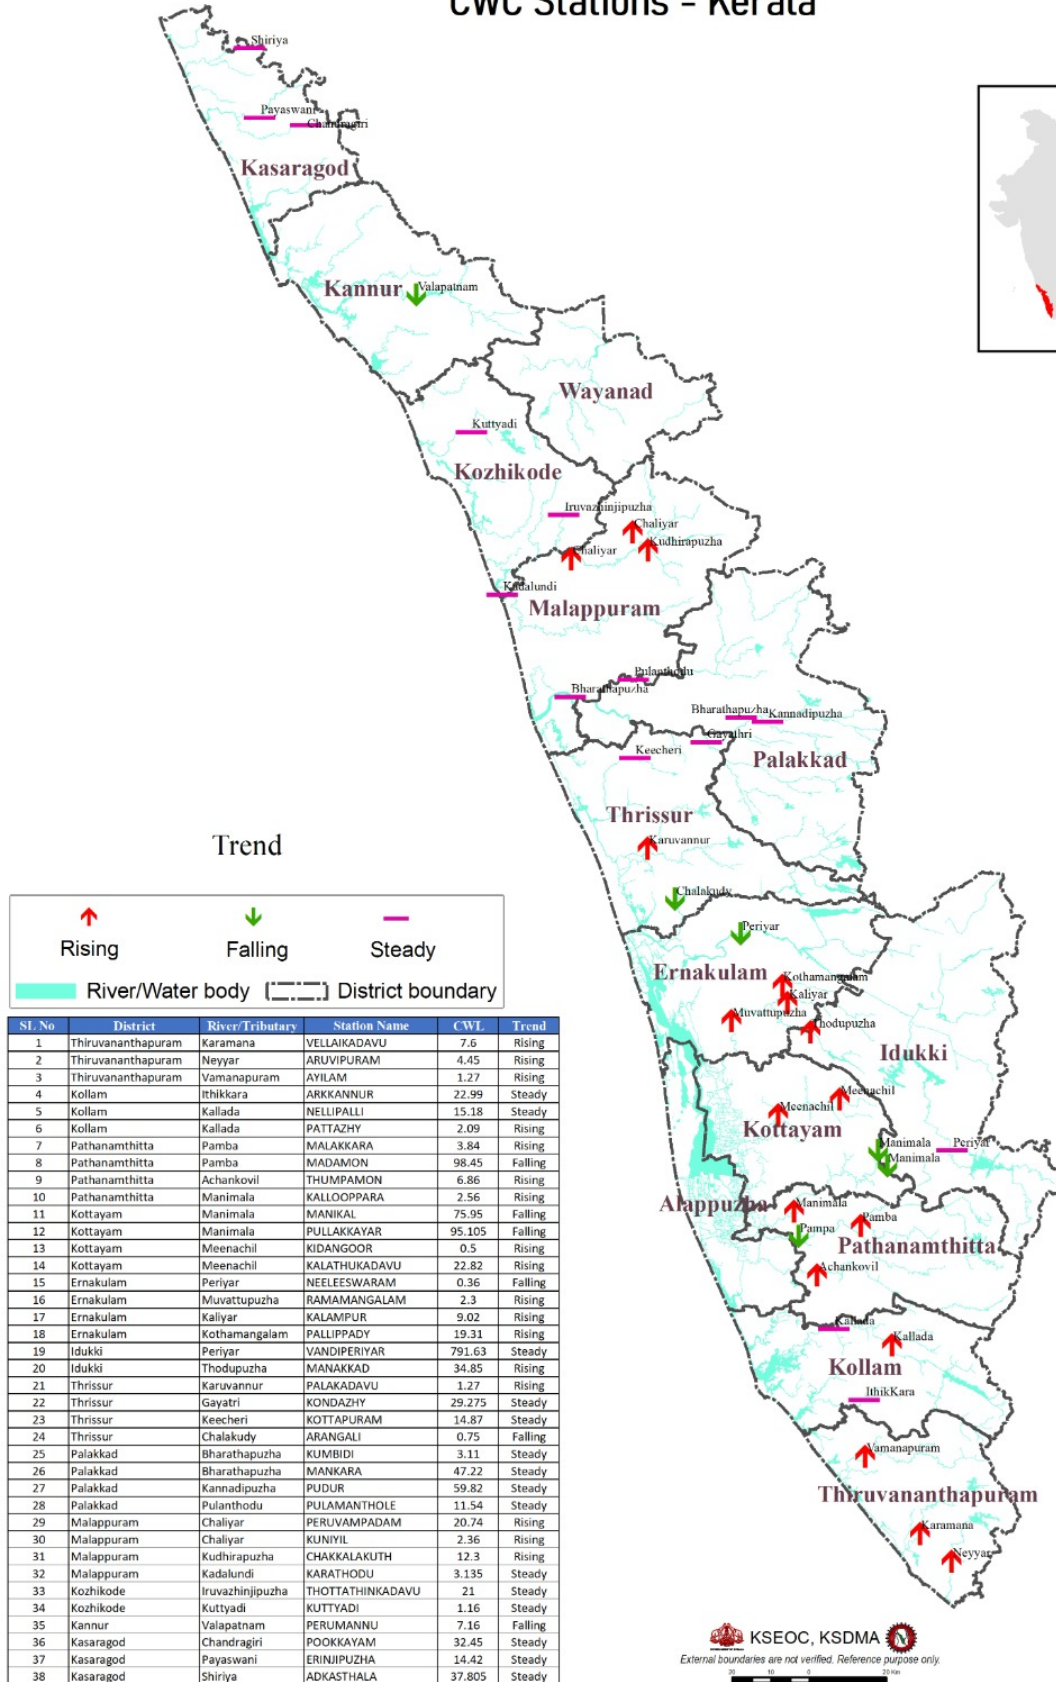 CWC Stations - Kerala
Shiriya
Payaswani
Chandragiri
Kasaragod
Kannur
Valapatnam
Wayanad
Kuttyadi
Kozhikode
Iruvazhinjipuzha
Chaliyar
Kudhirapuzha
Chaliyar
Kadalundi
Malappuram
Pulanthodu
Bharathapuzha
Bharathapuzha
Kannadipuzha
Gayathri
Keecheri
Palakkad
Thrissur
Karuvannur
Chalakudy
Periyar
Ernakulam
Kothamangalam
Kaliyar
Muvattupuzha
Thodupuzha
Idukki
Meenachil
Meenachil
Kottayam
Manimala
Periyar
Manimala
Alappuzha
Manimala
Pamba
Pampa
Pathanamthitta
Achankovil
Kallada
Kallada
Kollam
IthikKara
Vamanapuram
Thiruvananthapuram
Karamana
Neyyar
Trend
Rising Falling Steady
River/Water body District boundary
SL No District River/Tributary Station Name CWL Trend
1 Thiruvananthapuram Karamana VELLAIKADAVU 7.6 Rising
2 Thiruvananthapuram Neyyar ARUVIPURAM 4.45 Rising
3 Thiruvananthapuram Vamanapuram AYILAM 1.27 Rising
4 Kollam Ithikkara ARKKANNUR 22.99 Steady
5 Kollam Kallada NELLIPALLI 15.18 Steady
6 Kollam Kallada PATTAZHY 2.09 Rising
7 Pathanamthitta Pamba MALAKKARA 3.84 Rising
8 Pathanamthitta Pamba MADAMON 98.45 Falling
9 Pathanamthitta Achankovil THUMPAMON 6.86 Rising
10 Pathanamthitta Manimala KALLOOPPARA 2.56 Rising
11 Kottayam Manimala MANIKAL 75.95 Falling
12 Kottayam Manimala PULLAKKAYAR 95.105 Falling
13 Kottayam Meenachil KIDANGOOR 0.5 Rising
14 Kottayam Meenachil KALATHUKADAVU 22.82 Rising
15 Ernakulam Periyar NEELEESWARAM 0.36 Falling
16 Ernakulam Muvattupuzha RAMAMANGALAM 2.3 Rising
17 Ernakulam Kaliyar KALAMPUR 9.02 Rising
18 Ernakulam Kothamangalam PALLIPPADY 19.31 Rising
19 Idukki Periyar VANDIPERIYAR 791.63 Steady
20 Idukki Thodupuzha MANAKKAD 34.85 Rising
21 Thrissur Karuvannur PALAKADAVU 1.27 Rising
22 Thrissur Gayatri KONDAZHY 29.275 Steady
23 Thrissur Keecheri KOTTAPURAM 14.87 Steady
24 Thrissur Chalakudy ARANGALI 0.75 Falling
25 Palakkad Bharathapuzha KUMBIDI 3.11 Steady
26 Palakkad Bharathapuzha MANKARA 47.22 Steady
27 Palakkad Kannadipuzha PUDUR 59.82 Steady
28 Palakkad Pulanthodu PULAMANTHOLE 11.54 Steady
29 Malappuram Chaliyar PERUVAMPADAM 20.74 Rising
30 Malappuram Chaliyar KUNIYIL 2.36 Rising
31 Malappuram Kudhirapuzha CHAKKALAKUTH 12.3 Rising
32 Malappuram Kadalundi KARATHODU 3.135 Steady
33 Kozhikode Iruvazhinjipuzha THOTTATHINKADAVU 21 Steady
34 Kozhikode Kuttyadi KUTTYADI 1.16 Steady
35 Kannur Valapatnam PERUMANNU 7.16 Falling
36 Kasaragod Chandragiri POOKKAYAM 32.45 Steady
37 Kasaragod Payaswani ERINJIPUZHA 14.42 Steady
38 Kasaragod Shiriya ADKASTHALA 37.805 Steady
KSEOC, KSDMA
External boundaries are not verified. Reference purpose only.
20 10 0 20 Km